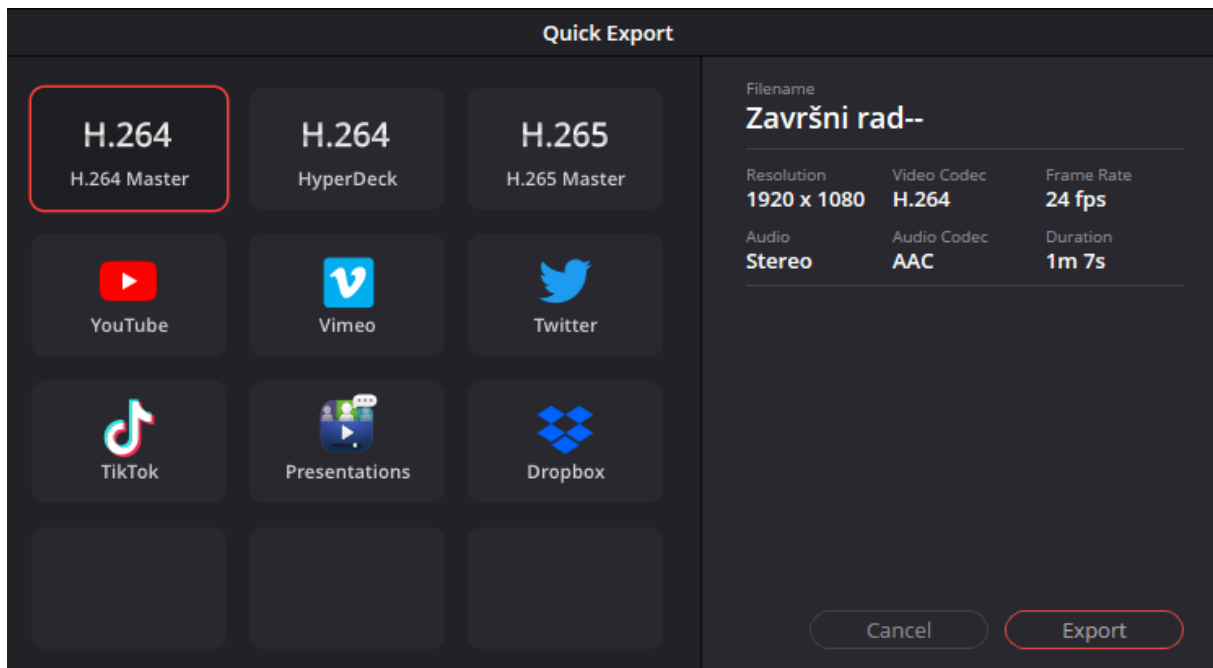 Quick Export
H.264
H.264 Master
H.264
HyperDeck
H.265
H.265 Master
YouTube
Vimeo
Twitter
TikTok
Presentations
Dropbox
Filename
Završni rad--
Resolution
1920 x 1080
Video Codec
H.264
Frame Rate
24 fps
Audio
Stereo
Audio Codec
AAC
Duration
1m 7s
Cancel
Export